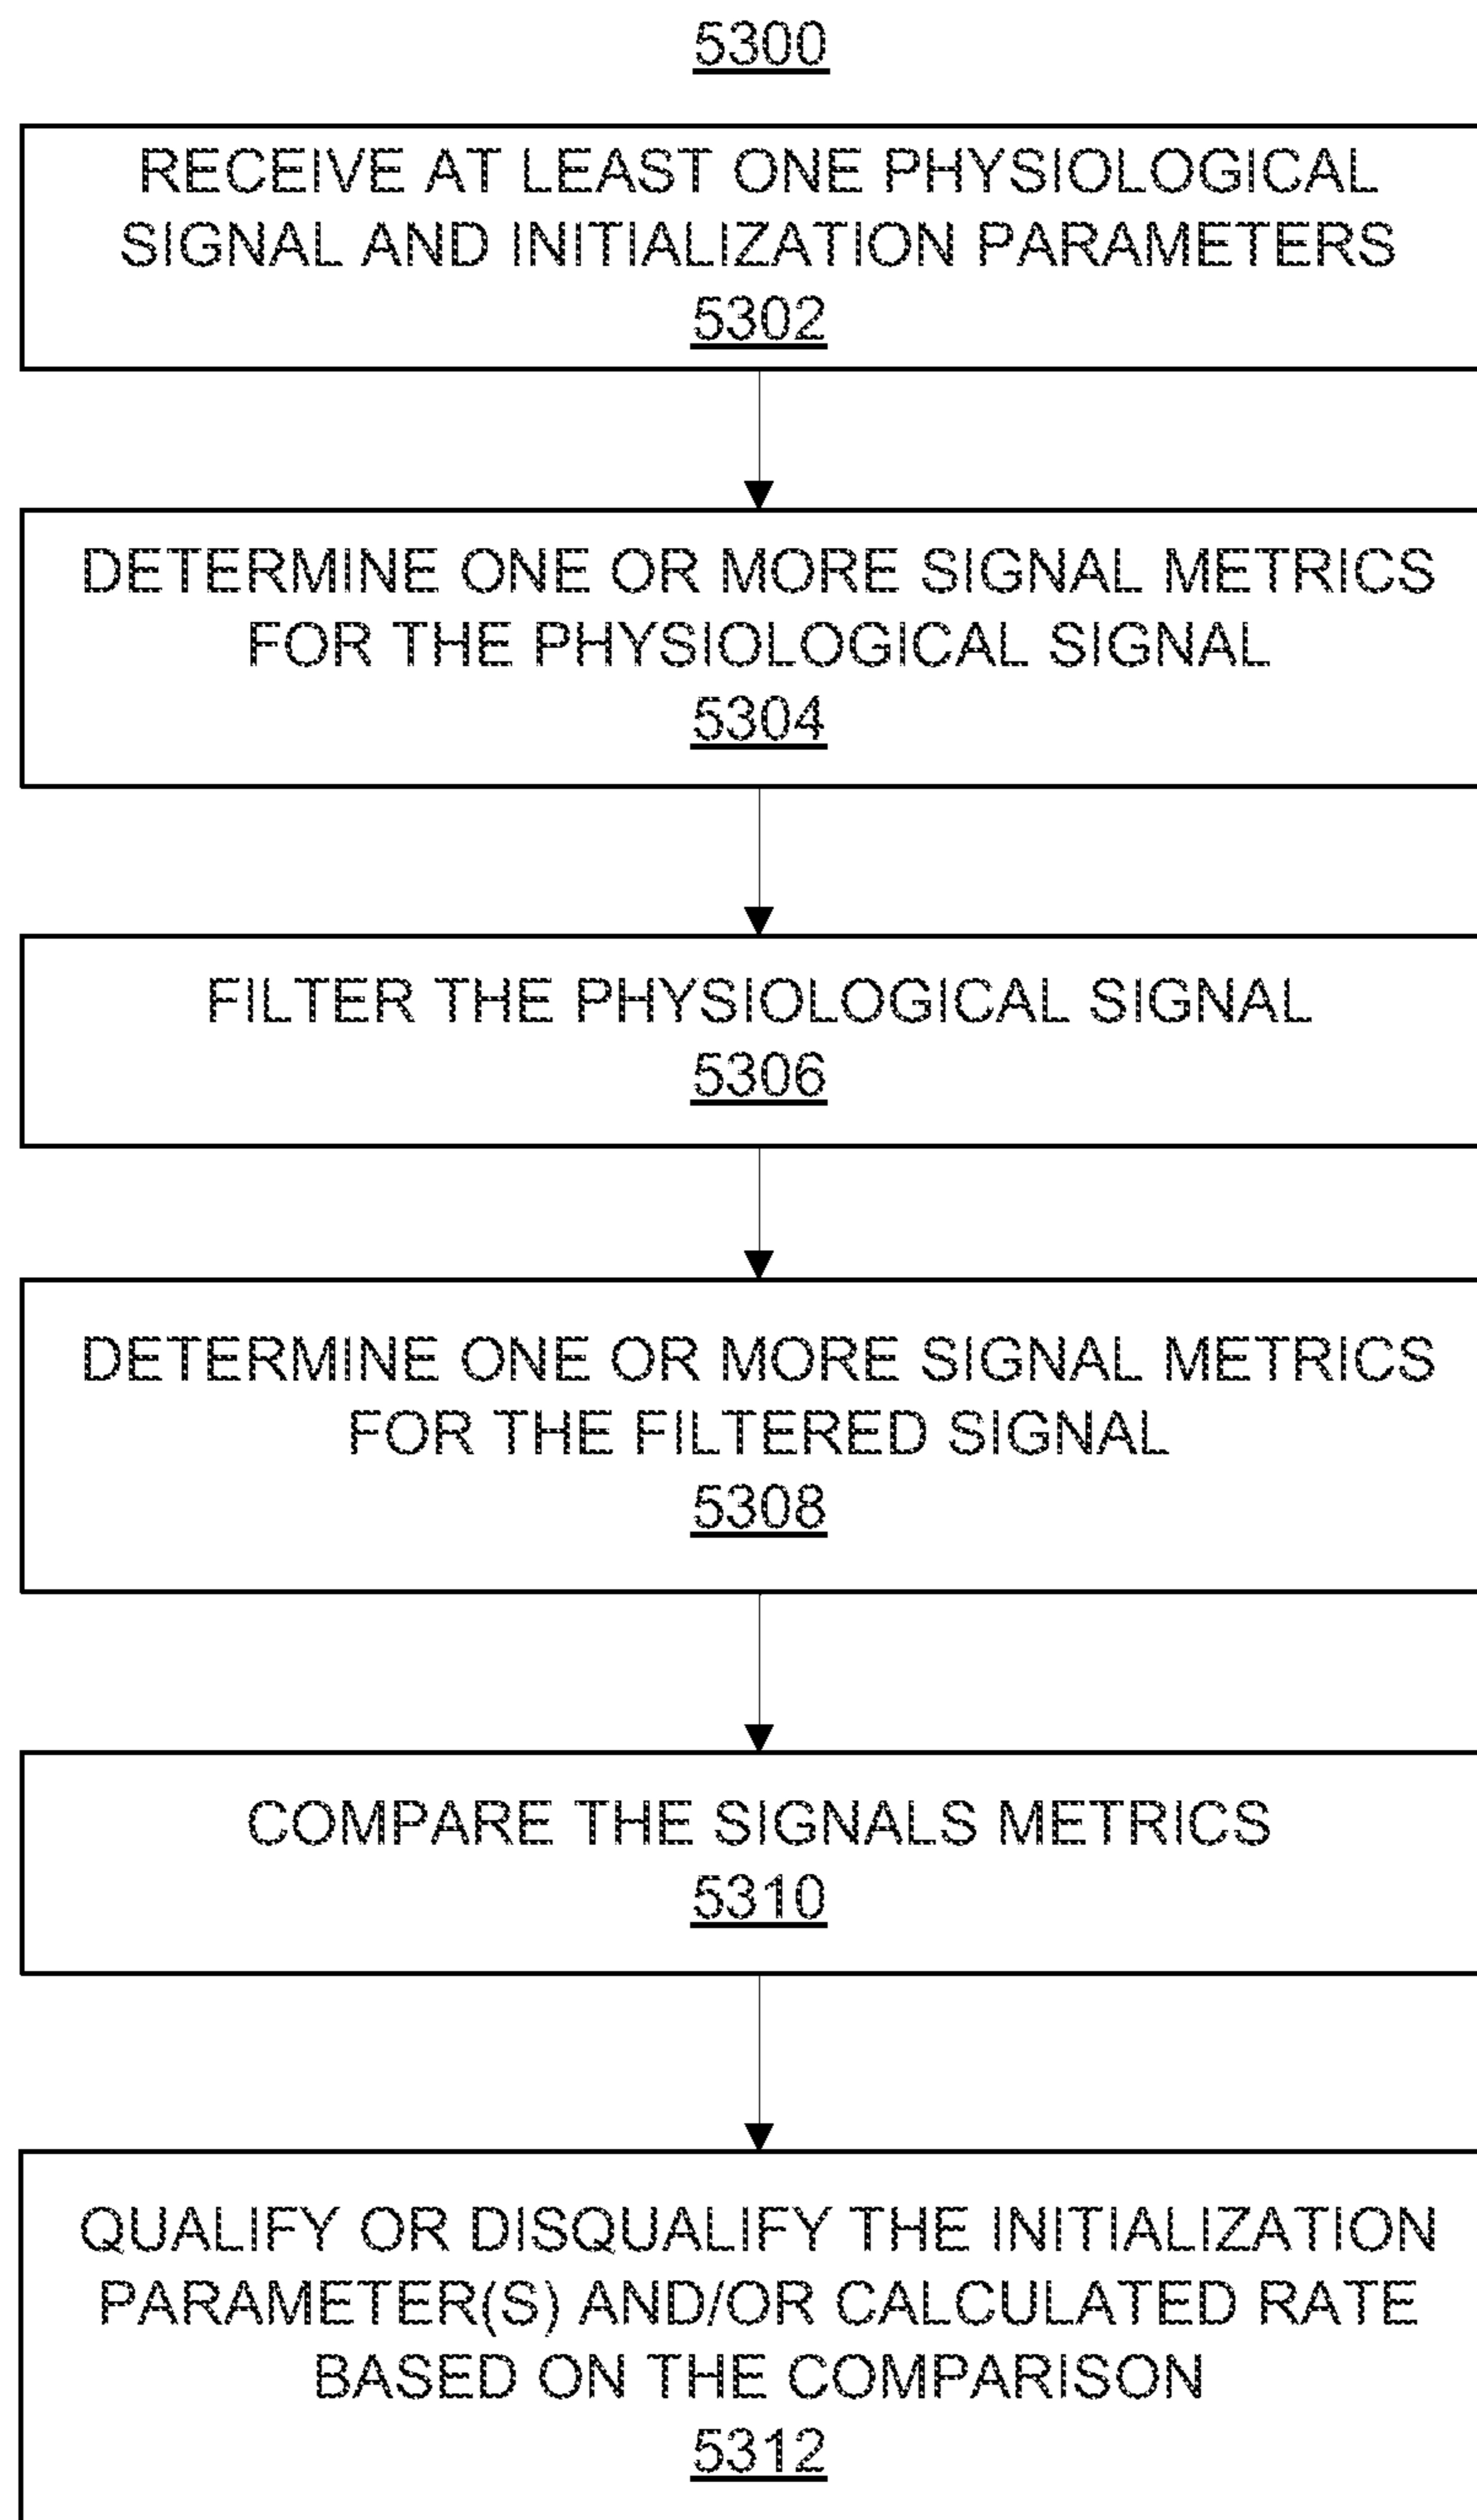 5300
RECEIVE AT LEAST ONE PHYSIOLOGICAL
SIGNAL AND INITIALIZATION PARAMETERS
5302
DETERMINE ONE OR MORE SIGNAL METRICS
FOR THE PHYSIOLOGICAL SIGNAL
5304
FILTER THE PHYSIOLOGICAL SIGNAL
5306
DETERMINE ONE OR MORE SIGNAL METRICS
FOR THE FILTERED SIGNAL
5308
COMPARE THE SIGNALS METRICS
5310
QUALIFY OR DISQUALIFY THE INITIALIZATION
PARAMETER(S) AND/OR CALCULATED RATE
BASED ON THE COMPARISON
5312